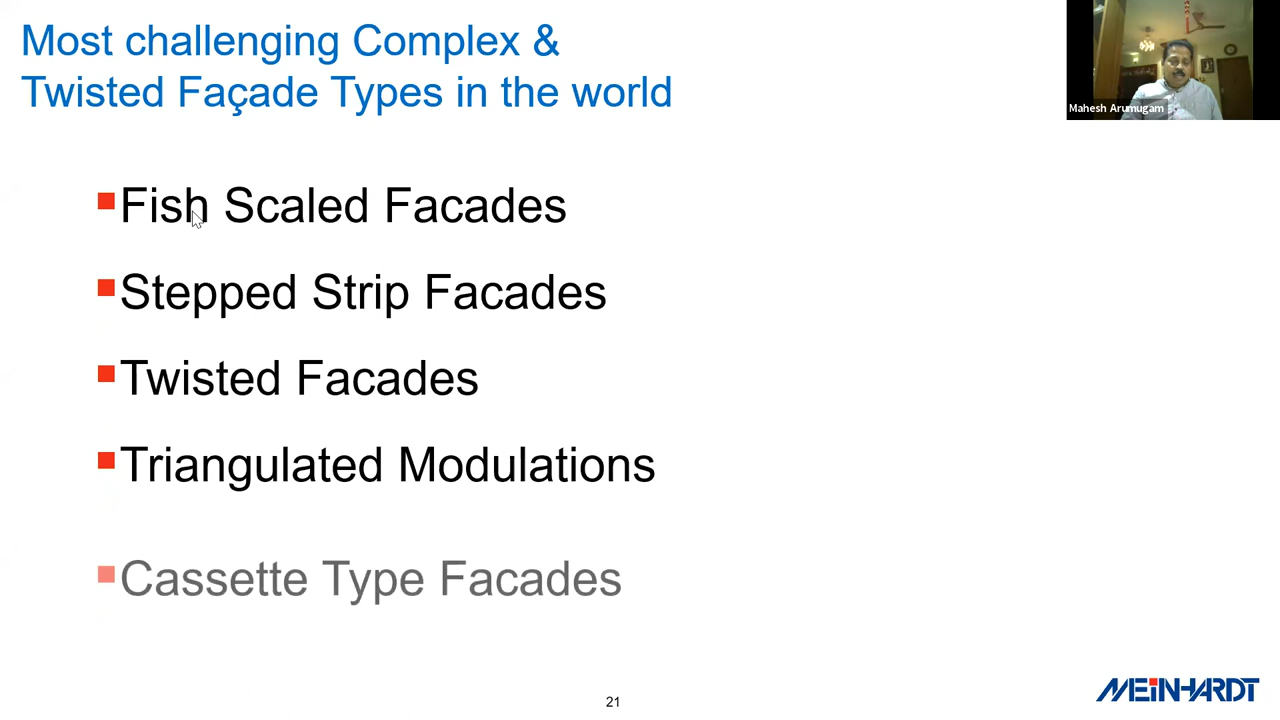 Most challenging Complex &
Twisted Façade Types in the world
Mahesh Arumugam
Fish Scaled Facades
Stepped Strip Facades
Twisted Facades
Triangulated Modulations
Cassette Type Facades
21
MEINHARDT